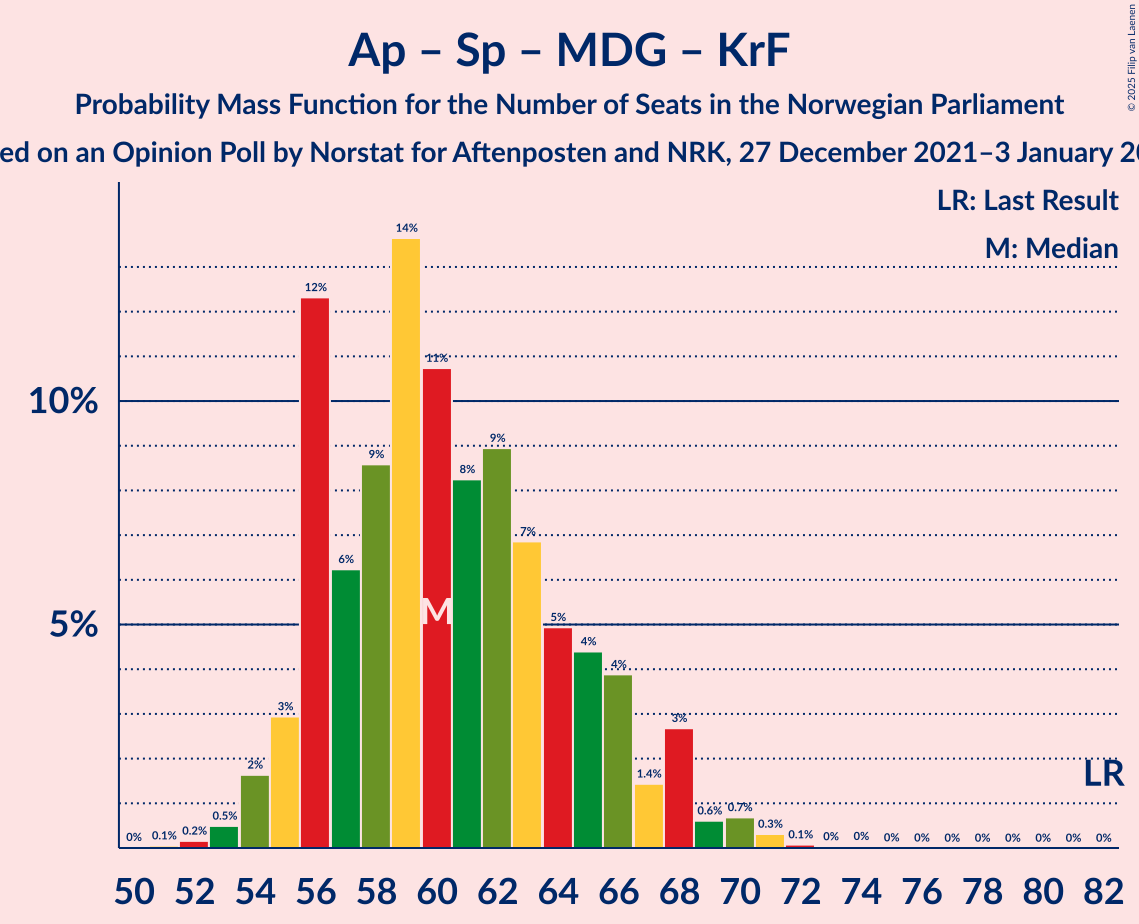 Ap – Sp – MDG – KrF
Probability Mass Function for the Number of Seats in the Norwegian Parliament
ed on an Opinion Poll by Norstat for Aftenposten and NRK, 27 December 2021–3 January 20
© 2025 Filip van Laenen
LR: Last Result
M: Median
10%
5%
0% 0.1% 0.2% 0.5% 2% 3% 12% 6% 9% 14% 11% 8% 9% 7% 5% 4% 4% 1.4% 3% 0.6% 0.7% 0.3% 0.1% 0% 0% 0% 0% 0% 0% 0% 0% 0% 0%
M
LR
50 52 54 56 58 60 62 64 66 68 70 72 74 76 78 80 82